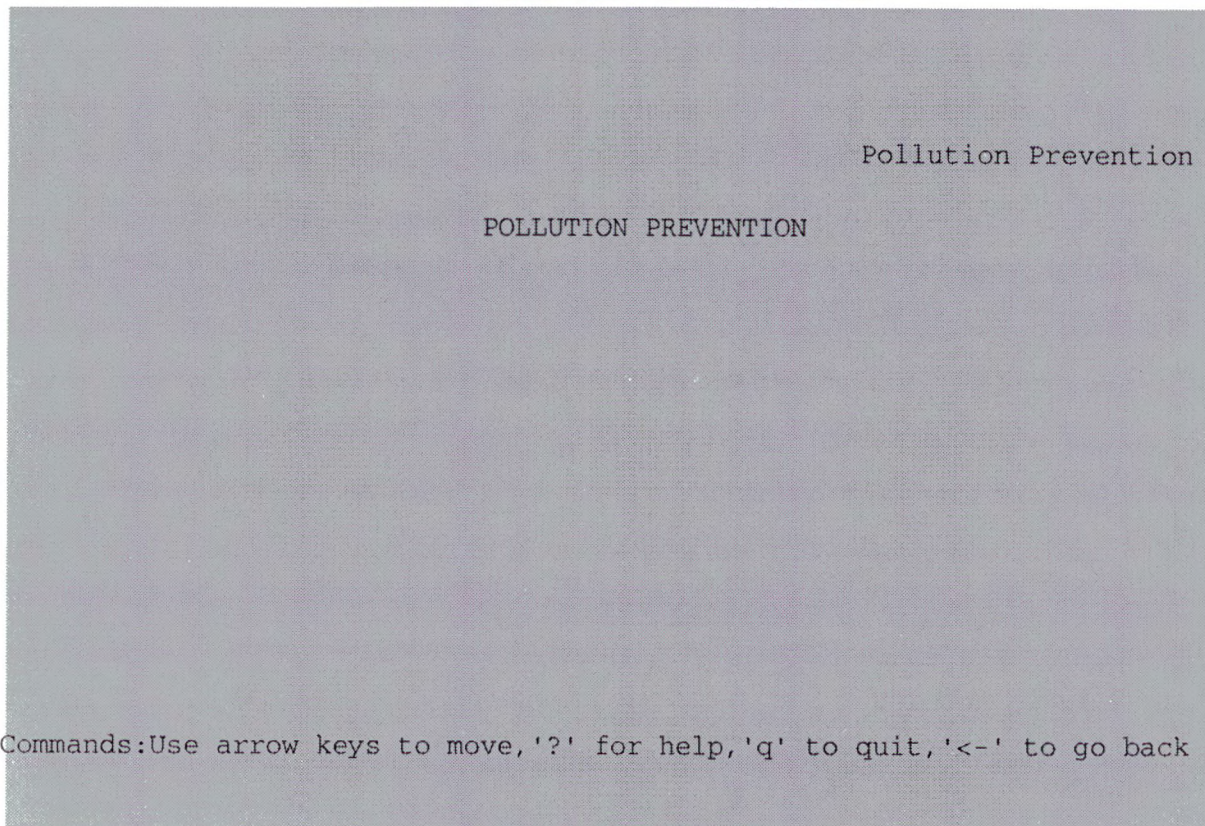 Pollution Prevention
POLLUTION PREVENTION
Commands:Use arrow keys to move,'?' for help,'q' to quit,'<-' to go back